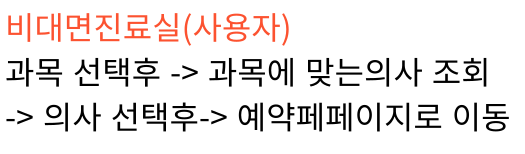 비대면진료실(사용자)
과목 선택후 -> 과목에 맞는의사 조회
-> 의사 선택후-> 예약페페이지로 이동